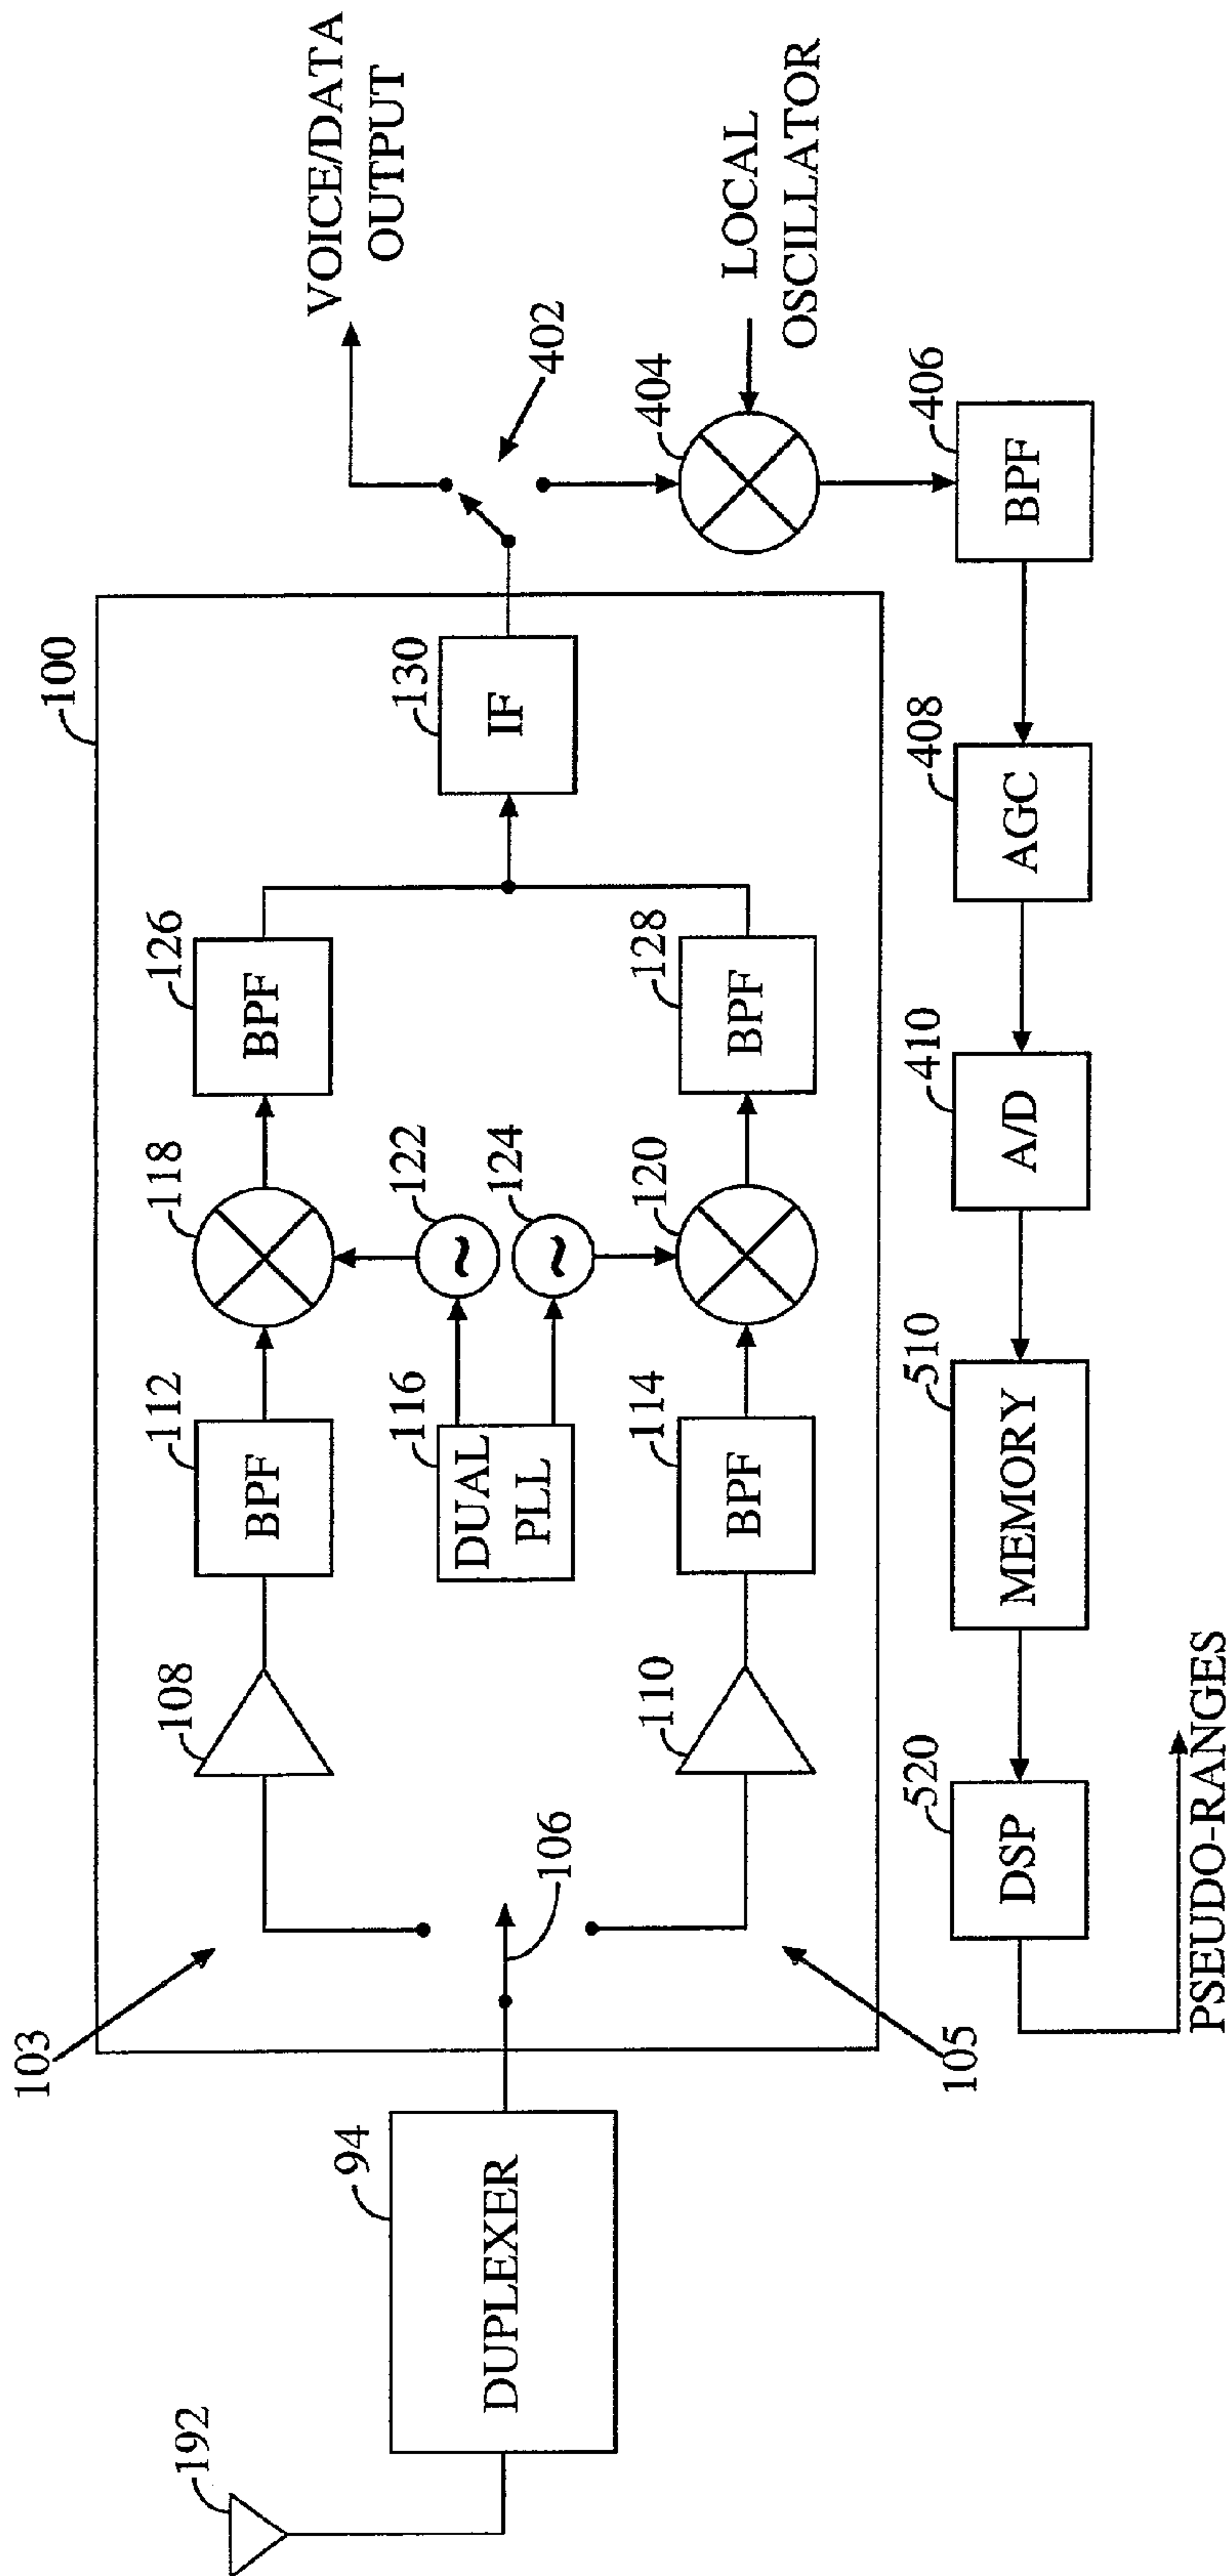 192
94
DUPLEXER
103
105
106
100
108
110
112
BPF
114
BPF
116
DUAL
PLL
118
122
~
124
~
120
126
BPF
128
BPF
130
IF
402
VOICE/DATA
OUTPUT
404
LOCAL
OSCILLATOR
406
BPF
408
AGC
410
A/D
510
MEMORY
520
DSP
PSEUDO-RANGES